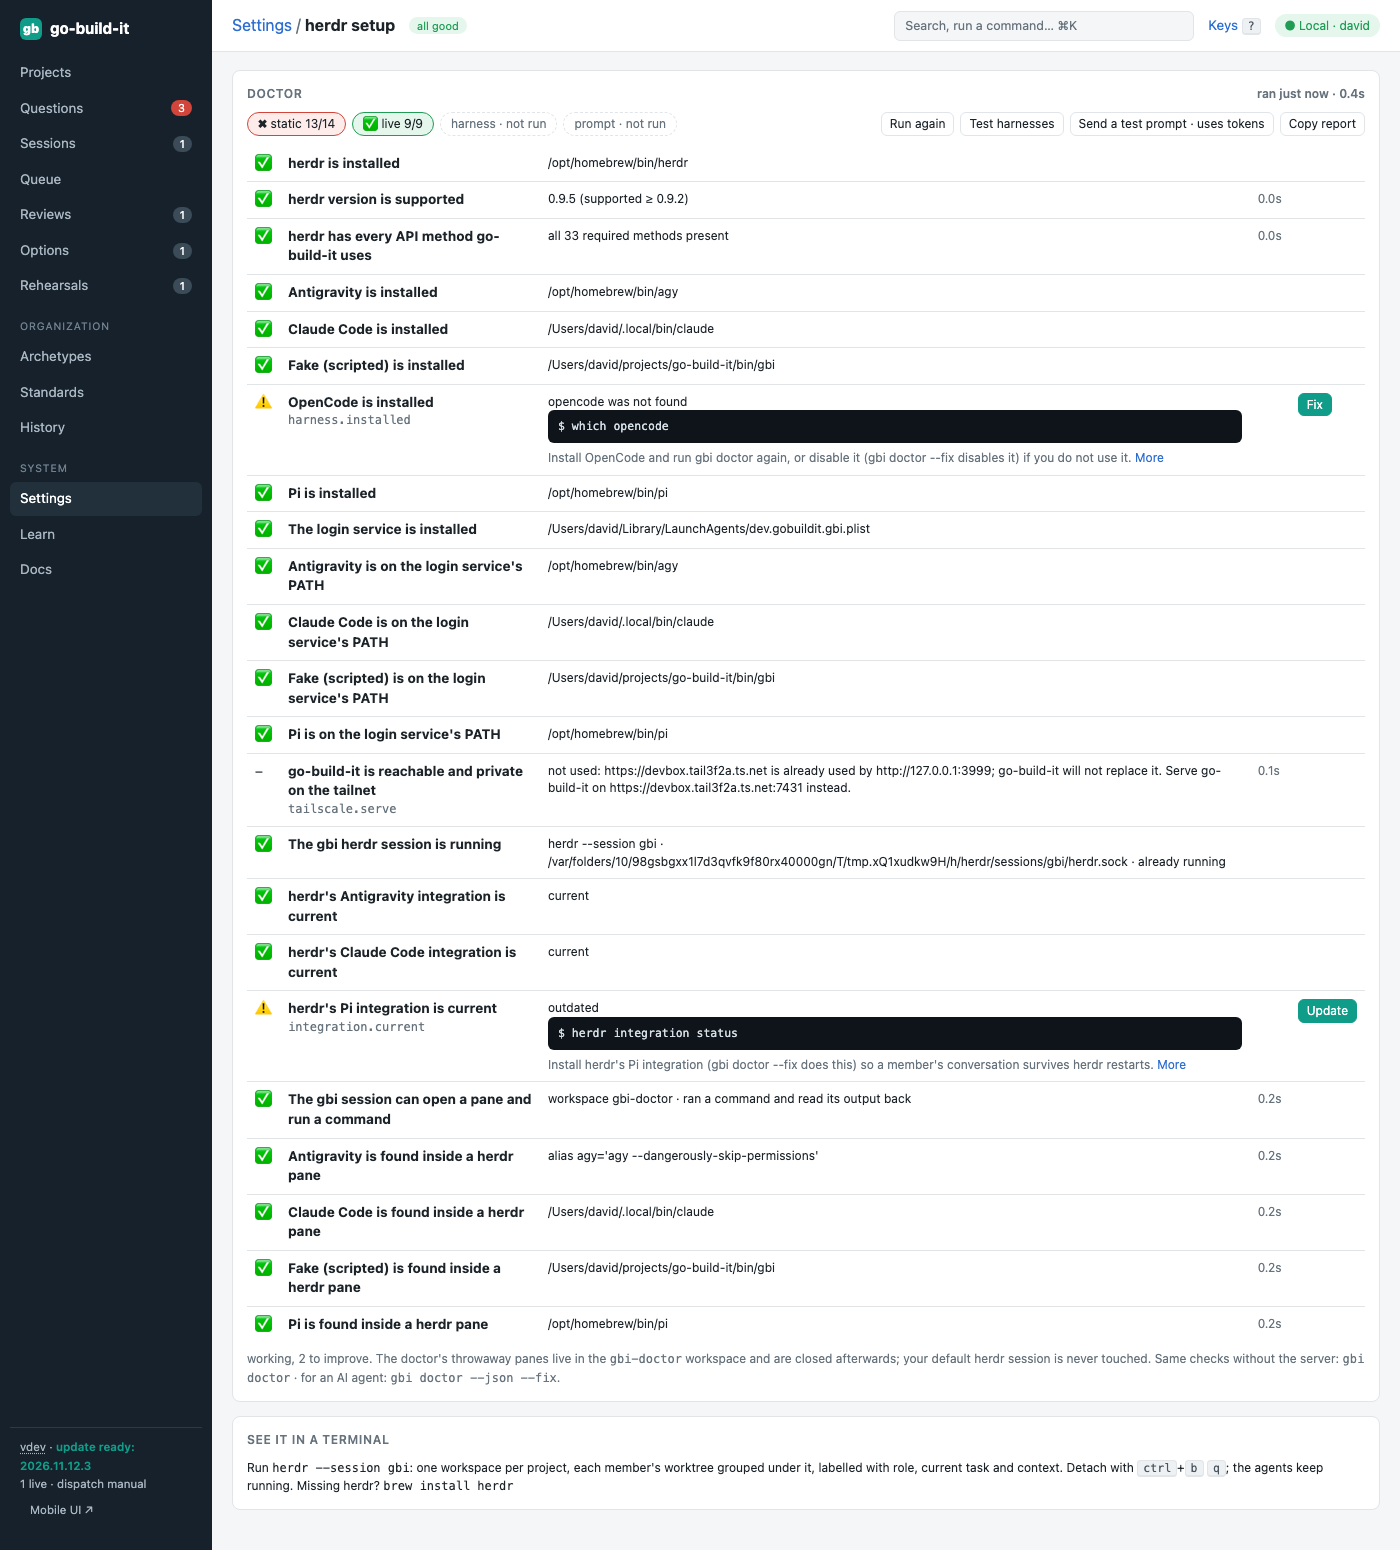 gb go-build-it
Projects
Questions 3
Sessions 1
Queue
Reviews 1
Options 1
Rehearsals 1
ORGANIZATION
Archetypes
Standards
History
SYSTEM
Settings
Learn
Docs
vdev · update ready:
2026.11.12.3
1 live · dispatch manual
Mobile UI ↗
Settings / herdr setup all good
Search, run a command… ⌘K
Keys ?
Local · david
DOCTOR
ran just now · 0.4s
✖ static 13/14
✅ live 9/9
harness · not run
prompt · not run
Run again
Test harnesses
Send a test prompt · uses tokens
Copy report
✅ herdr is installed /opt/homebrew/bin/herdr
✅ herdr version is supported 0.9.5 (supported ≥ 0.9.2) 0.0s
✅ herdr has every API method go- all 33 required methods present 0.0s
build-it uses
✅ Antigravity is installed /opt/homebrew/bin/agy
✅ Claude Code is installed /Users/david/.local/bin/claude
✅ Fake (scripted) is installed /Users/david/projects/go-build-it/bin/gbi
⚠️ OpenCode is installed opencode was not found Fix
harness.installed
$ which opencode
Install OpenCode and run gbi doctor again, or disable it (gbi doctor --fix disables it) if you do not use it. More
✅ Pi is installed /opt/homebrew/bin/pi
✅ The login service is installed /Users/david/Library/LaunchAgents/dev.gobuildit.gbi.plist
✅ Antigravity is on the login service's /opt/homebrew/bin/agy
PATH
✅ Claude Code is on the login /Users/david/.local/bin/claude
service's PATH
✅ Fake (scripted) is on the login /Users/david/projects/go-build-it/bin/gbi
service's PATH
✅ Pi is on the login service's PATH /opt/homebrew/bin/pi
– go-build-it is reachable and private not used: https://devbox.tail3f2a.ts.net is already used by http://127.0.0.1:3999; go-build-it will not replace it. Serve go- 0.1s
on the tailnet build-it on https://devbox.tail3f2a.ts.net:7431 instead.
tailscale.serve
✅ The gbi herdr session is running herdr --session gbi ·
/var/folders/10/98gsbgxx1l7d3qvfk9f80rx40000gn/T/tmp.xQ1xudkw9H/h/herdr/sessions/gbi/herdr.sock · already running
✅ herdr's Antigravity integration is current
current
✅ herdr's Claude Code integration is current
current
⚠️ herdr's Pi integration is current outdated Update
integration.current
$ herdr integration status
Install herdr's Pi integration (gbi doctor --fix does this) so a member's conversation survives herdr restarts. More
✅ The gbi session can open a pane and workspace gbi-doctor · ran a command and read its output back 0.2s
run a command
✅ Antigravity is found inside a herdr alias agy='agy --dangerously-skip-permissions' 0.2s
pane
✅ Claude Code is found inside a herdr /Users/david/.local/bin/claude 0.2s
pane
✅ Fake (scripted) is found inside a /Users/david/projects/go-build-it/bin/gbi 0.2s
herdr pane
✅ Pi is found inside a herdr pane /opt/homebrew/bin/pi 0.2s
working, 2 to improve. The doctor's throwaway panes live in the gbi-doctor workspace and are closed afterwards; your default herdr session is never touched. Same checks without the server: gbi
doctor · for an AI agent: gbi doctor --json --fix.
SEE IT IN A TERMINAL
Run herdr --session gbi: one workspace per project, each member's worktree grouped under it, labelled with role, current task and context. Detach with ctrl+b q; the agents keep
running. Missing herdr? brew install herdr